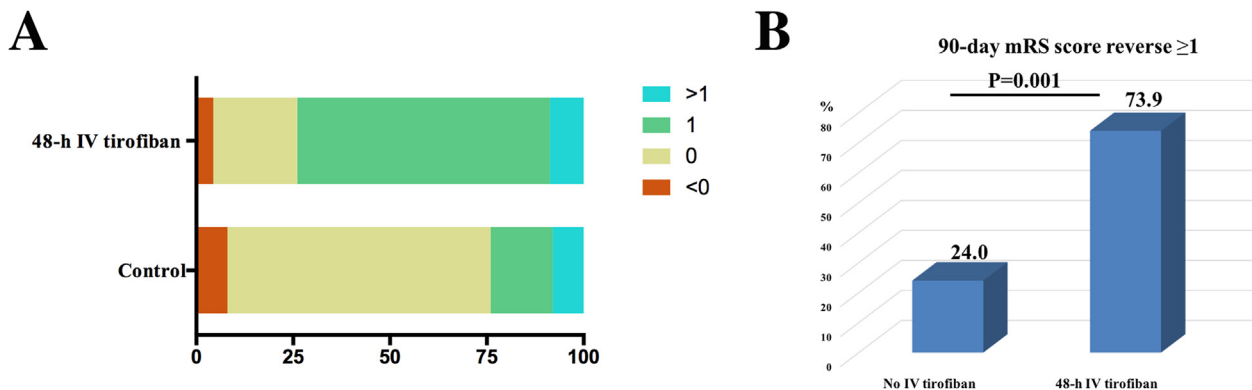 A
48-h IV tirofiban
Control
0
25
50
75
100
>1
1
0
<0
B
90-day mRS score reverse ≥1
P=0.001
%
80
70
60
50
40
30
20
10
0
24.0
73.9
No IV tirofiban
48-h IV tirofiban